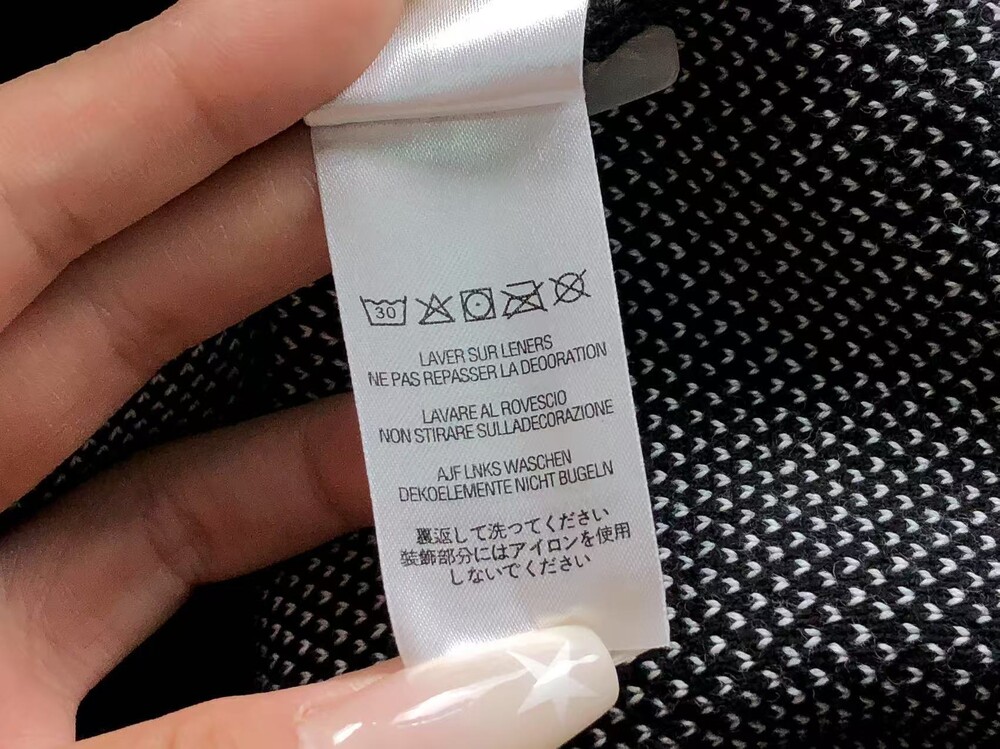 30
LAVER SUR LENERS
NE PAS REPASSER LA DEOORATION
LAVARE AL ROVESCIO
NON STIRARE SULLADECORAZIONE
AJF LNKS WASCHEN
DEKOELEMENTE NICHT BUGELN
裏返して洗ってください
装飾部分にはアイロンを使用
しないでください